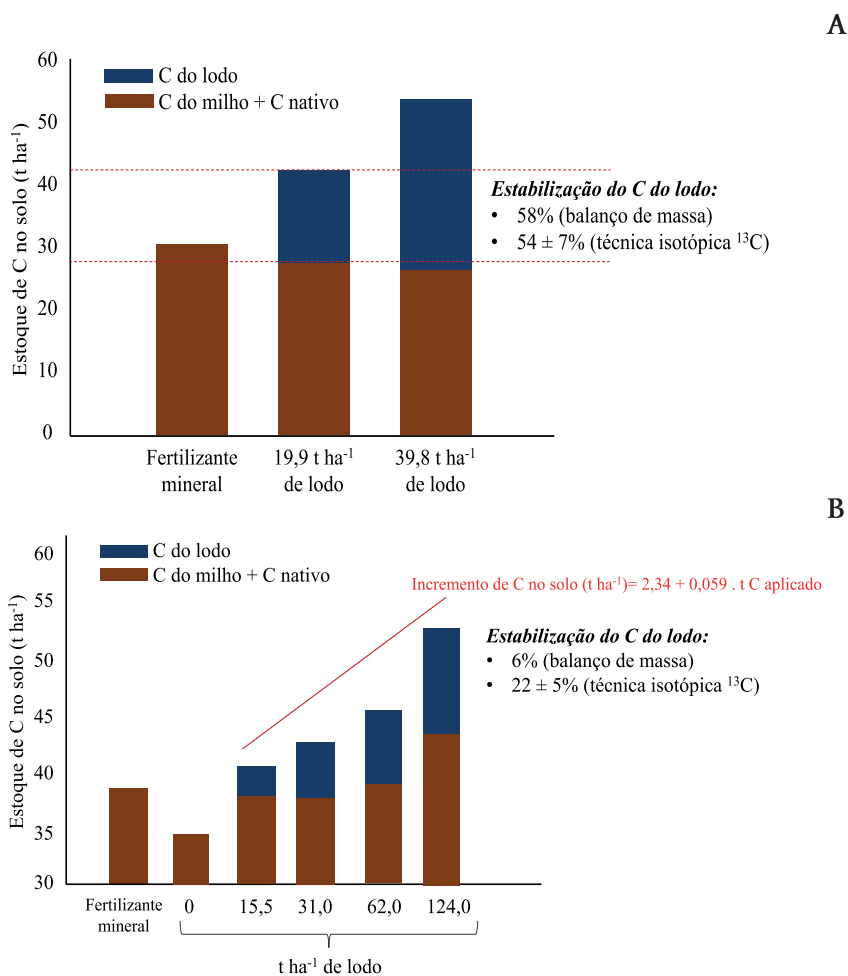 A
60
50
40
30
20
10
0
Estoque de C no solo (t ha⁻¹)
C do lodo
C do milho + C nativo
Estabilização do C do lodo:
• 58% (balanço de massa)
• 54 ± 7% (técnica isotópica ¹³C)
Fertilizante
mineral
19,9 t ha⁻¹
de lodo
39,8 t ha⁻¹
de lodo
B
60
55
50
45
40
35
30
Estoque de C no solo (t ha⁻¹)
C do lodo
C do milho + C nativo
Incremento de C no solo (t ha⁻¹)= 2,34 + 0,059 . t C aplicado
Estabilização do C do lodo:
• 6% (balanço de massa)
• 22 ± 5% (técnica isotópica ¹³C)
Fertilizante
mineral
0
15,5
31,0
62,0
124,0
t ha⁻¹ de lodo